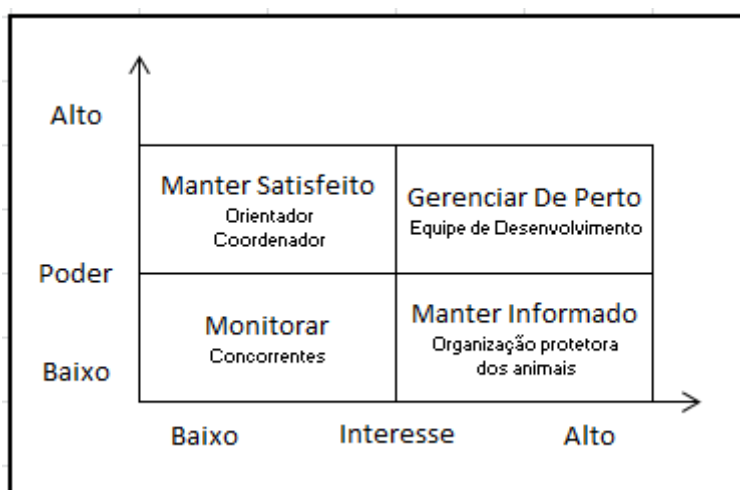 Alto
Manter Satisfeito
Orientador
Coordenador
Gerenciar De Perto
Equipe de Desenvolvimento
Poder
Monitorar
Concorrentes
Manter Informado
Organização protetora
dos animais
Baixo
Baixo
Interesse
Alto